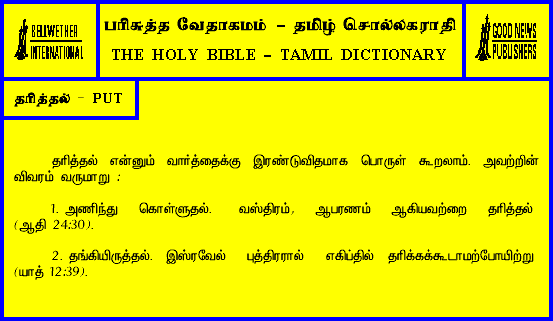 BELLWETHER
INTERNATIONAL
பரிசுத்த வேதாகமம் – தமிழ் சொல்லகராதி
THE HOLY BIBLE – TAMIL DICTIONARY
GOOD NEWS
PUBLISHERS
தரித்தல் – PUT
தரித்தல் என்னும் வார்த்தைக்கு இரண்டுவிதமாக பொருள் கூறலாம். அவற்றின்
விவரம் வருமாறு :
1. அணிந்து கொள்ளுதல். வஸ்திரம், ஆபரணம் ஆகியவற்றை தரித்தல்
(ஆதி 24:30).
2. தங்கியிருத்தல். இஸ்ரவேல் புத்திரரால் எகிப்தில் தரிக்கக்கூடாமற்போயிற்று
(யாத் 12:39).